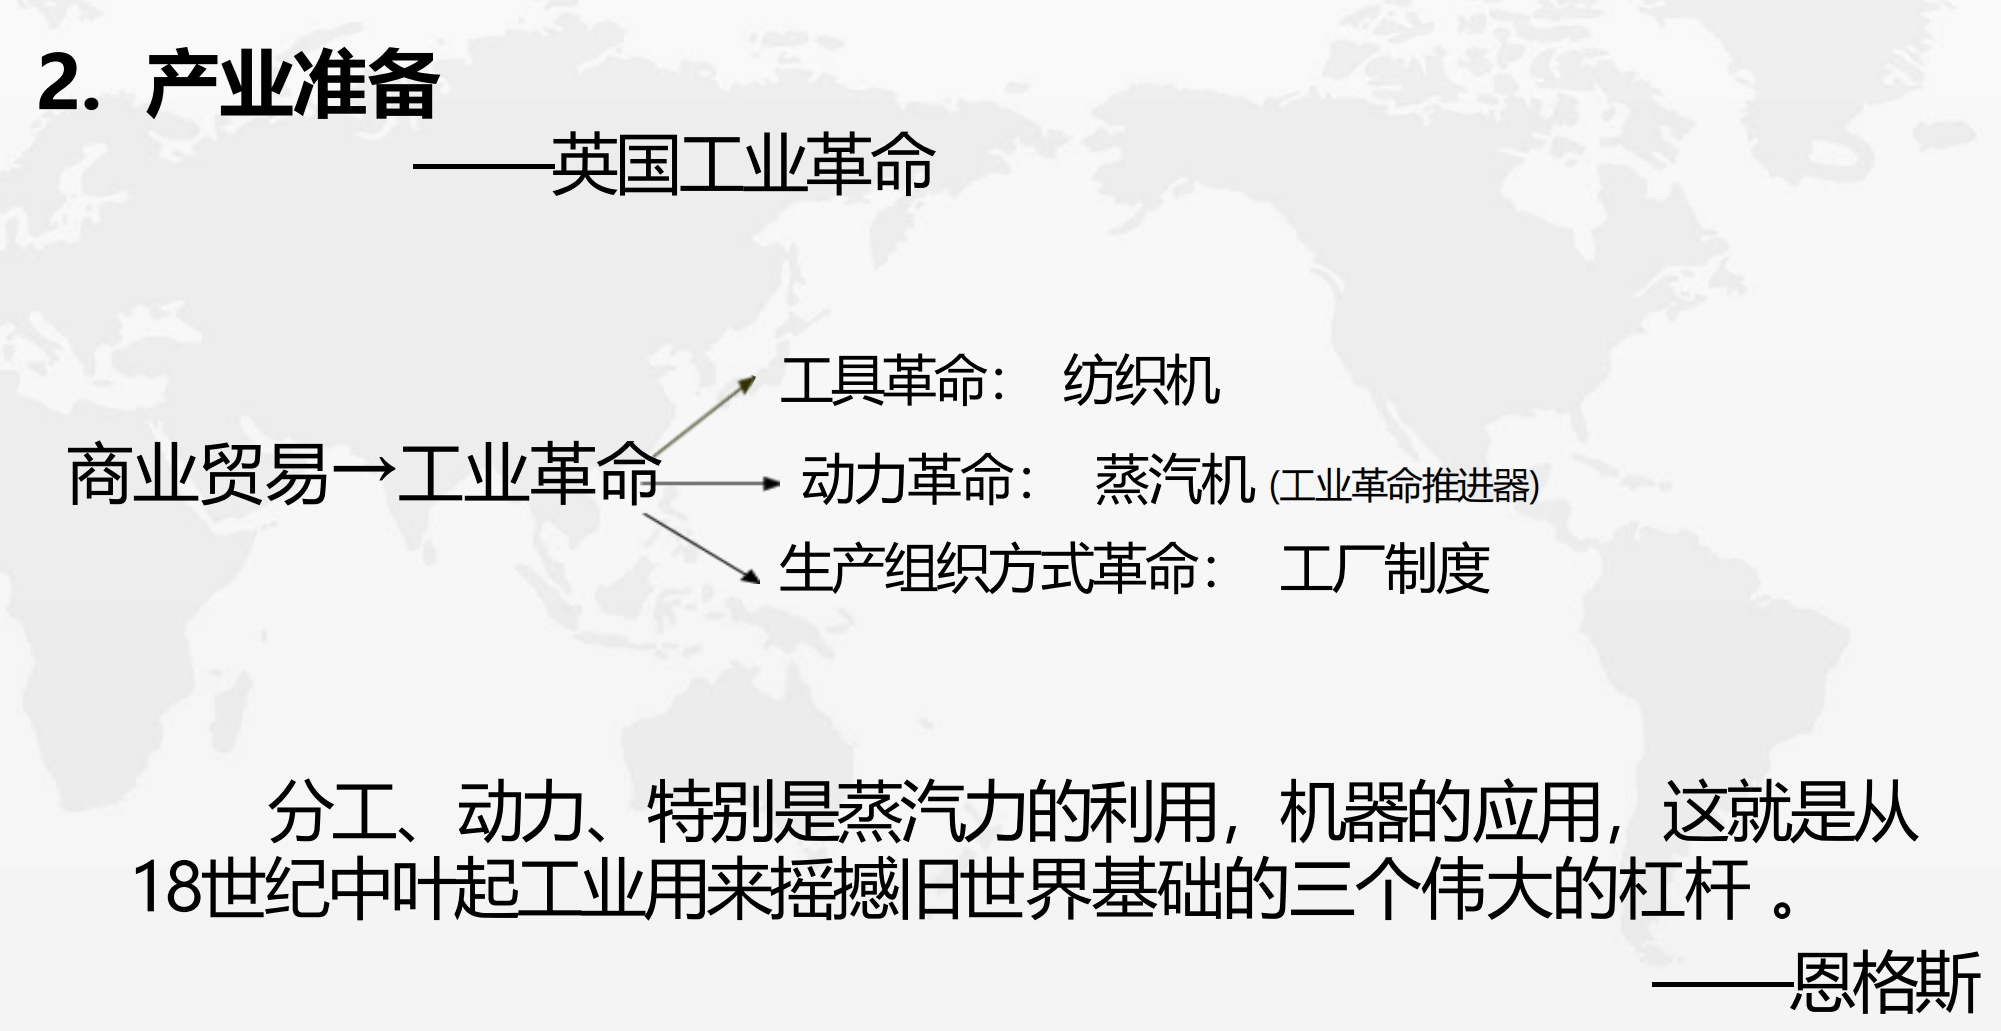 2. 产业准备
——英国工业革命
工具革命： 纺织机
商业贸易→工业革命
动力革命： 蒸汽机 (工业革命推进器)
生产组织方式革命： 工厂制度
分工、动力、特别是蒸汽力的利用，机器的应用，这就是从
18世纪中叶起工业用来摇撼旧世界基础的三个伟大的杠杆 。
——恩格斯